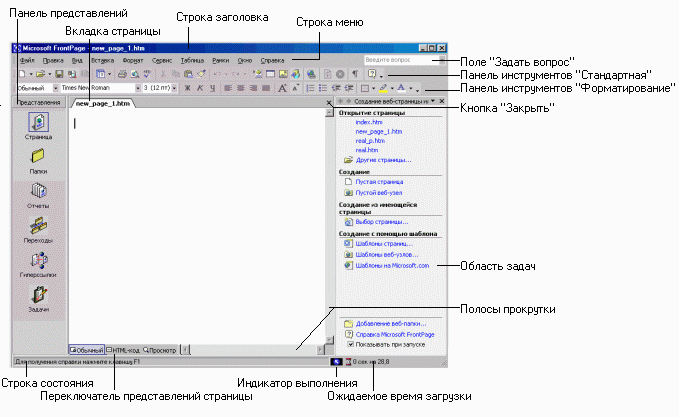 Панель представлений
Вкладка страницы
Строка заголовка
Строка меню
Microsoft FrontPage - new_page_1.htm
Файл Правка Вид Вставка Формат Сервис Таблица Рамки Окно Справка
Введите вопрос
Поле "Задать вопрос"
Панель инструментов "Стандартная"
Обычный Times New Roman 3 (12 пт) Ж К Ч
Панель инструментов "Форматирование"
Представления
new_page_1.htm
Создание веб-страницы и
Кнопка "Закрыть"
Страница
Папки
Отчеты
Переходы
Гиперссылки
Задачи
Открытие страницы
index.htm
new_page_1.htm
real_p.htm
real.htm
Другие страницы...
Создание
Пустая страница
Пустой веб-узел
Создание из имеющейся
страницы
Выбор страницы...
Создание с помощью шаблона
Шаблоны страниц...
Шаблоны веб-узлов...
Шаблоны на Microsoft.com
Область задач
Полосы прокрутки
Добавление веб-папки...
Справка Microsoft FrontPage
Показывать при запуске
Обычный HTML-код Просмотр
Для получения справки нажмите клавишу F1
0 сек на 28,8
Строка состояния
Переключатель представлений страницы
Индикатор выполнения
Ожидаемое время загрузки